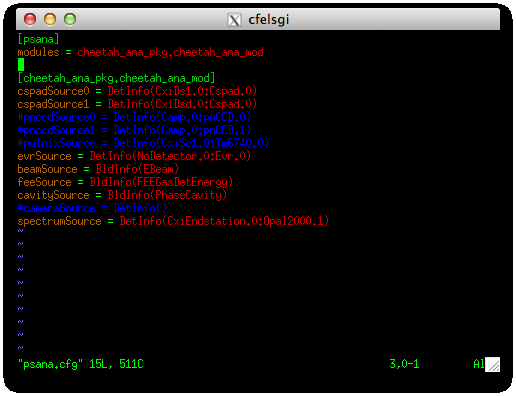 cfelsgi
[psana]
modules = cheetah_ana_pkg.cheetah_ana_mod
[cheetah_ana_pkg.cheetah_ana_mod]
cspadSource0 = DetInfo(CxiDs1.0:Cspad.0)
cspadSource1 = DetInfo(CxiDsd.0:Cspad.0)
#pnccdSource0 = DetInfo(Camp.0:pnCCD.0)
#pnccdSource1 = DetInfo(Camp.0:pnCCD.1)
#pulnixSource = DetInfo(CxiSc1.0:Tm6740.0)
evrSource = DetInfo(NoDetector.0:Evr.0)
beamSource = BldInfo(EBeam)
feeSource = BldInfo(FEEGasDetEnergy)
cavitySource = BldInfo(PhaseCavity)
#cameraSource = DetInfo()
spectrumSource = DetInfo(CxiEndstation.0:Opal2000.1)
~
~
~
~
~
~
~
~
~
~
"psana.cfg" 15L, 511C 3,0-1 Al